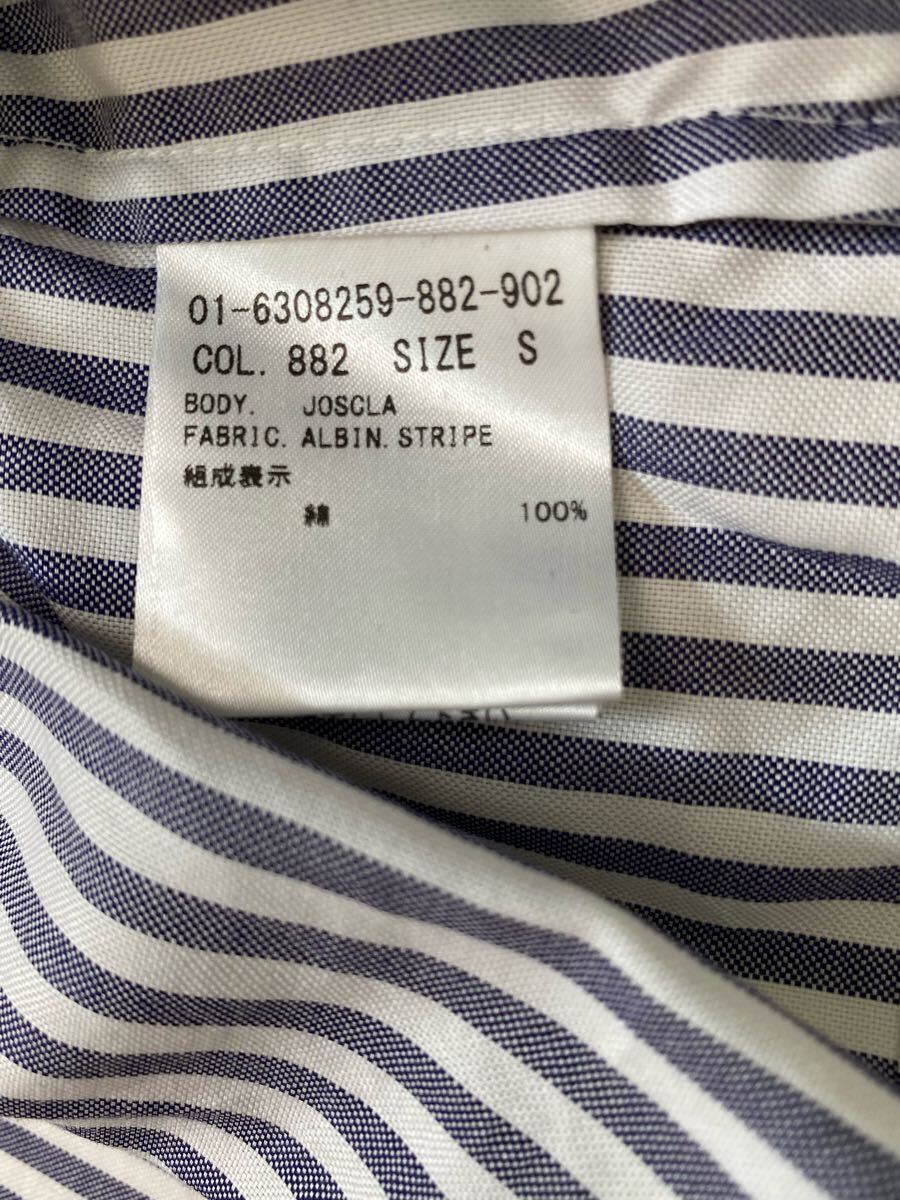 01-6308259-882-902
COL. 882 SIZE S
BODY. JOSCLA
FABRIC. ALBIN. STRIPE
組成表示
綿 100%